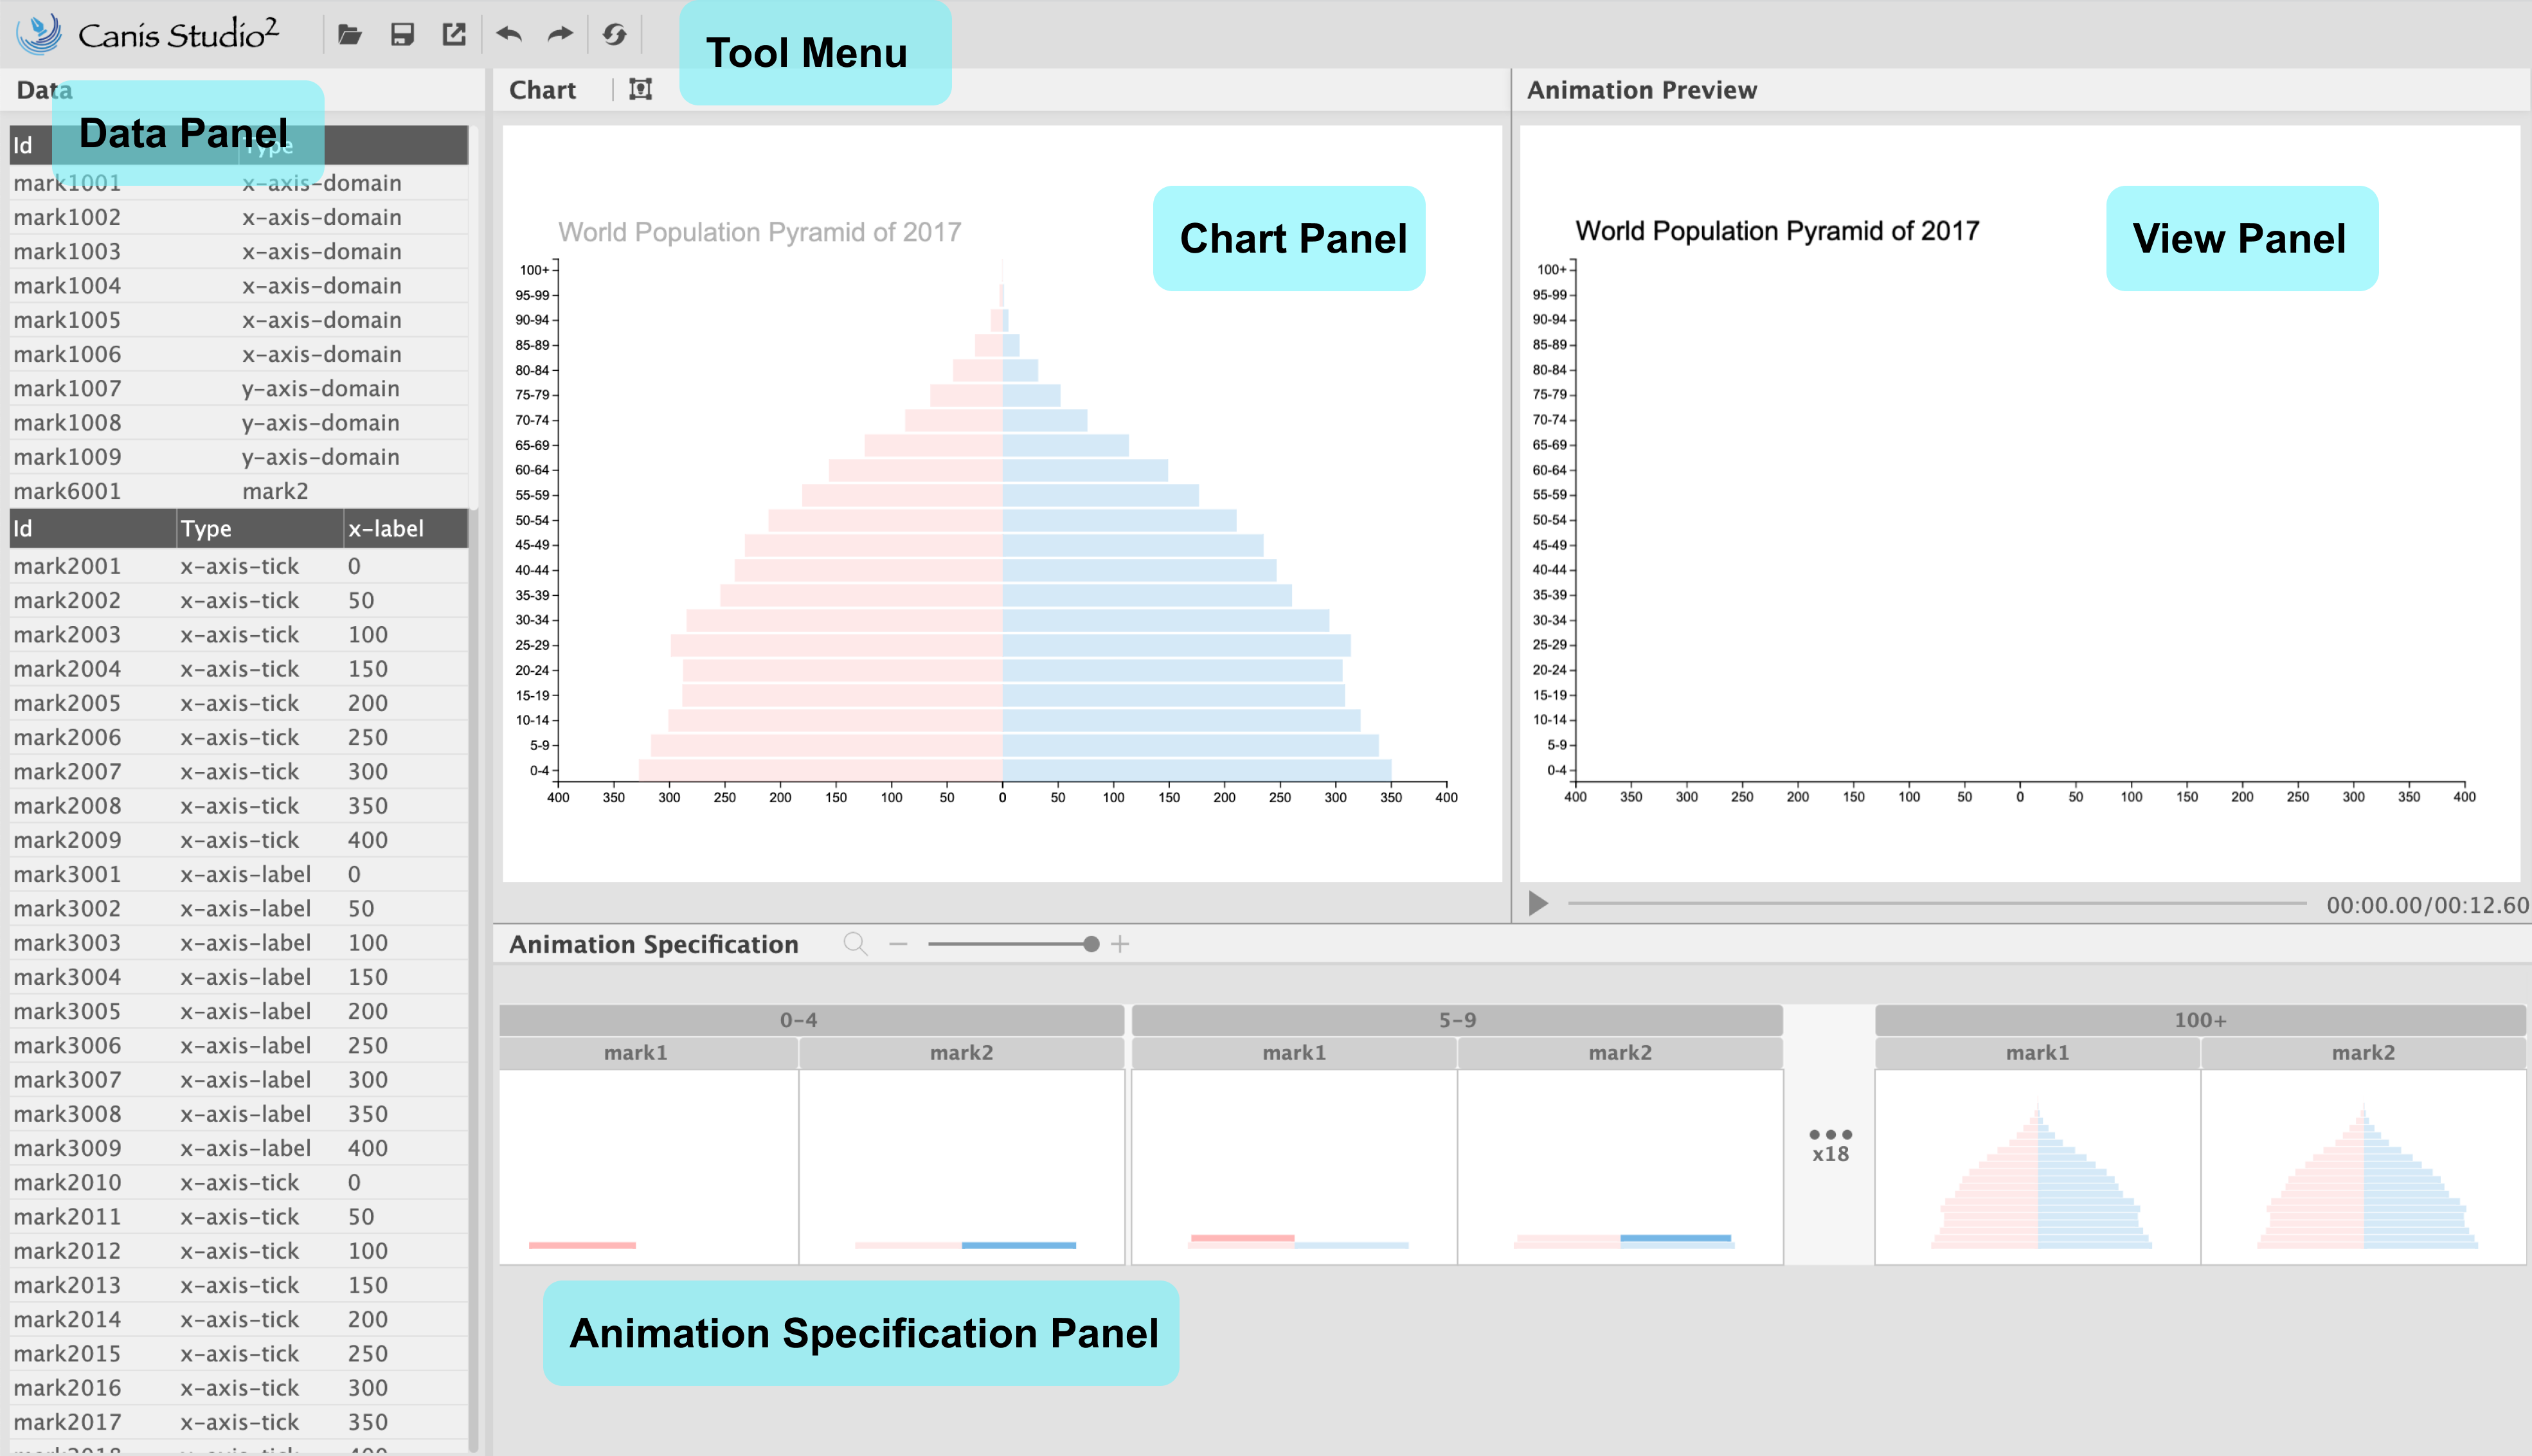 Canis Studio2
Tool Menu
Data
Data Panel
Id Type
mark1001 x-axis-domain
mark1002 x-axis-domain
mark1003 x-axis-domain
mark1004 x-axis-domain
mark1005 x-axis-domain
mark1006 x-axis-domain
mark1007 y-axis-domain
mark1008 y-axis-domain
mark1009 y-axis-domain
mark6001 mark2
Id Type x-label
mark2001 x-axis-tick 0
mark2002 x-axis-tick 50
mark2003 x-axis-tick 100
mark2004 x-axis-tick 150
mark2005 x-axis-tick 200
mark2006 x-axis-tick 250
mark2007 x-axis-tick 300
mark2008 x-axis-tick 350
mark2009 x-axis-tick 400
mark3001 x-axis-label 0
mark3002 x-axis-label 50
mark3003 x-axis-label 100
mark3004 x-axis-label 150
mark3005 x-axis-label 200
mark3006 x-axis-label 250
mark3007 x-axis-label 300
mark3008 x-axis-label 350
mark3009 x-axis-label 400
mark2010 x-axis-tick 0
mark2011 x-axis-tick 50
mark2012 x-axis-tick 100
mark2013 x-axis-tick 150
mark2014 x-axis-tick 200
mark2015 x-axis-tick 250
mark2016 x-axis-tick 300
mark2017 x-axis-tick 350
Chart
Chart Panel
World Population Pyramid of 2017
100+
95-99
90-94
85-89
80-84
75-79
70-74
65-69
60-64
55-59
50-54
45-49
40-44
35-39
30-34
25-29
20-24
15-19
10-14
5-9
0-4
400 350 300 250 200 150 100 50 0 50 100 150 200 250 300 350 400
Animation Preview
View Panel
World Population Pyramid of 2017
100+
95-99
90-94
85-89
80-84
75-79
70-74
65-69
60-64
55-59
50-54
45-49
40-44
35-39
30-34
25-29
20-24
15-19
10-14
5-9
0-4
400 350 300 250 200 150 100 50 0 50 100 150 200 250 300 350 400
00:00.00/00:12.60
Animation Specification
0-4 5-9 100+
mark1 mark2 mark1 mark2 mark1 mark2
x18
Animation Specification Panel